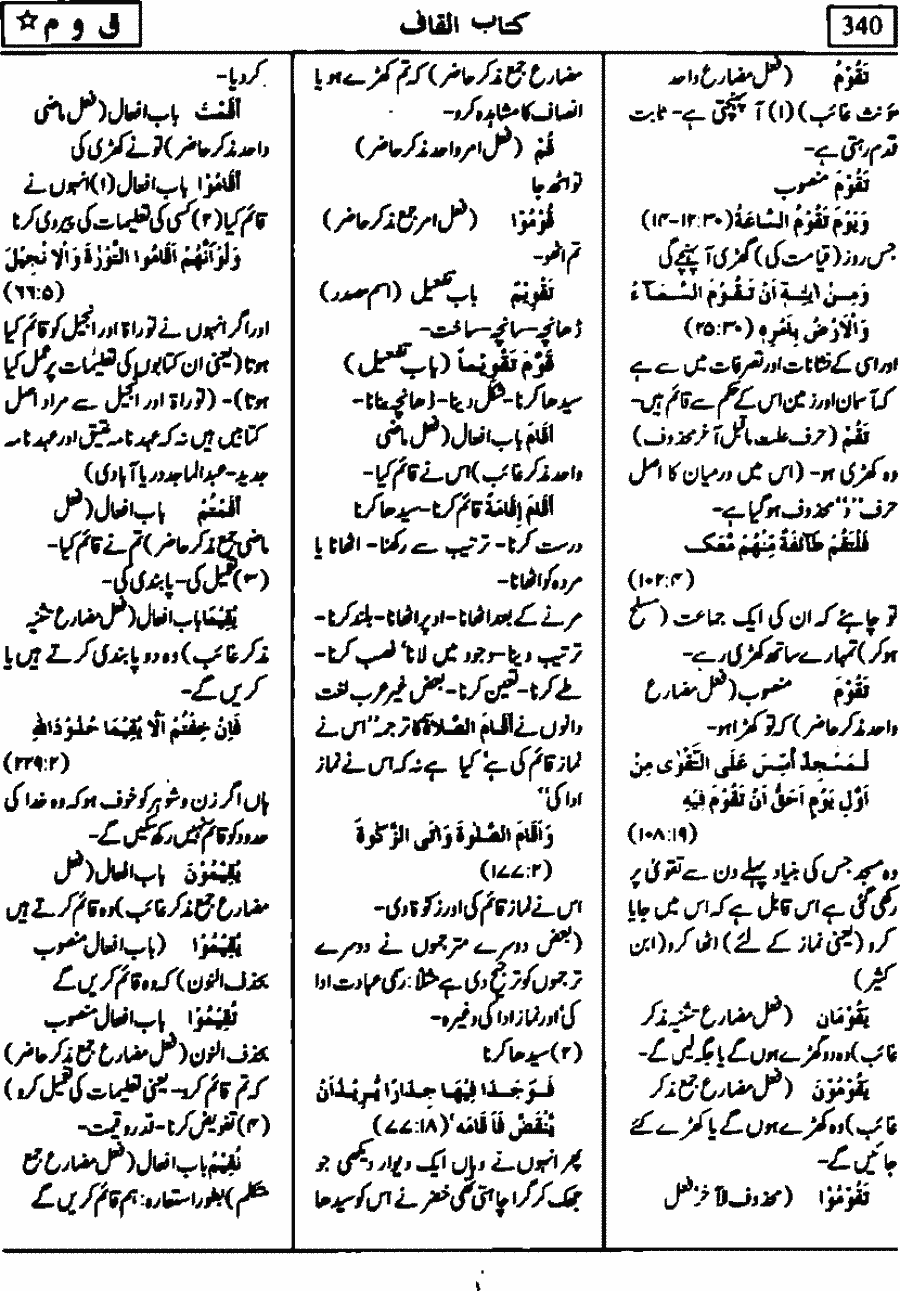 340
کتاب القاف
ق و م ☆
تَقُوْمُ (فعل مضارع واحد
مؤنث غائب) (۱) آ پہنچتی ہے- ثابت
قدم رہتی ہے-
تَقُوْمَ منصوب
وَيَوْمَ تَقُوْمُ السَّاعَةُ (۳۰:۱۲-۱۴)
جس روز (قیامت کی) گھڑی آ پہنچے گی
وَمِنْ اٰيٰتِهٖ اَنْ تَقُوْمَ السَّمَآءُ
وَالْاَرْضُ بِاَمْرِهٖ (۳۰:۲۵)
اور اسی کے نشانات اور تصرفات میں سے ہے
کہ آسمان اور زمین اس کے حکم سے قائم ہیں-
تَقُمْ (حرف علت ماقبل آخر محذوف)
وہ کھڑی ہو- (اس میں درمیان کا اصل
حرف "وْ" محذوف ہو گیا ہے-
فَلْتَقُمْ طَآئِفَةٌ مِّنْهُمْ مَّعَكَ
(۴:۱۰۲)
تو چاہئے کہ ان کی ایک جماعت (مسلح
ہو کر) تمہارے ساتھ کھڑی رہے-
تَقُوْمَ منصوب (فعل مضارع
واحد مذکر حاضر) کہ تو کھڑا ہو-
لَمَسْجِدٌ اُسِّسَ عَلَى التَّقْوٰى مِنْ
اَوَّلِ يَوْمٍ اَحَقُّ اَنْ تَقُوْمَ فِيْهِ
(۱۹:۱۰۸)
وہ مسجد جس کی بنیاد پہلے دن سے تقویٰ پر
رکھی گئی ہے اس قابل ہے کہ اس میں جایا
کرو (یعنی نماز کے لئے) اٹھا کرو (ابن
کثیر)
يَقُوْمَانِ (فعل مضارع تثنیہ مذکر
غائب) وہ دو کھڑے ہوں گے یا جگہ لیں گے-
يَقُوْمُوْنَ (فعل مضارع جمع مذکر
غائب) وہ کھڑے ہوں گے یا کھڑے کئے
جائیں گے-
تَقُوْمُوْا (محذوف لآ خر فعل
مضارع جمع مذکر حاضر) کہ تم کھڑے ہو یا
انصاف کا مشاہدہ کرو-
قُمْ (فعل امر واحد مذکر حاضر)
تو اٹھ جا
قُوْمُوْا (فعل امر جمع مذکر حاضر)
تم اٹھو-
تَقْوِيْمٌ باب تفعیل (اسم مصدر)
ڈھانچہ- سانچہ- ساخت-
قَوَّمَ تَقْوِيْمًا (باب تفعیل)
سیدھا کرنا- شکل دینا- ڈھانچہ بنانا-
اَقَامَ باب افعال (فعل ماضی
واحد مذکر غائب) اس نے قائم کیا-
اَقَامَ اِقَامَةً قائم کرنا- سیدھا کرنا
درست کرنا- ترتیب سے رکھنا- اٹھانا یا
مردہ کو اٹھانا-
مرنے کے بعد اٹھانا- اوپر اٹھانا- بلند کرنا-
ترتیب دینا- وجود میں لانا' نصب کرنا-
طے کرنا- تعین کرنا- بعض غیر عرب لغت
دانوں نے اَقَامَ الصَّلَاةَ کا ترجمہ "اس نے
نماز قائم کی ہے" کیا ہے نہ کہ اس نے نماز
ادا کی"
وَاَقَامَ الصَّلٰوةَ وَاٰتَى الزَّكٰوةَ
(۲:۱۷۷)
اس نے نماز قائم کی اور زکوٰة دی-
(بعض دوسرے مترجموں نے دوسرے
ترجموں کو ترجیح دی ہے مثلاً: رسمی عبادت ادا
کی' اور نماز ادا کی وغیرہ-
(۲) سیدھا کرنا
فَوَجَدَا فِيْهَا جِدَارًا يُّرِيْدُ اَنْ
يَّنْقَضَّ فَاَقَامَهٗ' (۱۸:۷۷)
پھر انہوں نے وہاں ایک دیوار دیکھی جو
جھک کر گرا چاہتی تھی خضر نے اس کو سیدھا
کر دیا-
اَقَمْتَ باب افعال (فعل ماضی
واحد مذکر حاضر) تو نے کھڑی کی
اَقَامُوْا باب افعال (۱) انہوں نے
قائم کیا (۲) کسی کی تعلیمات کی پیروی کرنا
وَلَوْ اَنَّهُمْ اَقَامُوا التَّوْرٰةَ وَالْاِنْجِيْلَ
(۵:۶۶)
اور اگر انہوں نے توراة اور انجیل کو قائم کیا
ہوتا (یعنی ان کتابوں کی تعلیمات پر عمل کیا
ہوتا)- (توراة اور انجیل سے مراد اصل
کتابیں ہیں نہ کہ عہد نامہ عتیق اور عہد نامہ
جدید- عبدالماجد دریا آبادی)
اَقَمْتُمْ باب افعال (فعل
ماضی جمع مذکر حاضر) تم نے قائم کیا-
(۳) تعمیل کی- پابندی کی-
يُقِيْمَا باب افعال (فعل مضارع تثنیہ
مذکر غائب) وہ دو پابندی کرتے ہیں یا
کریں گے-
فَاِنْ خِفْتُمْ اَلَّا يُقِيْمَا حُدُوْدَ اللّٰهِ
(۲:۲۲۹)
ہاں اگر زن و شوہر کو خوف ہو کہ وہ خدا کی
حدود کو قائم نہیں رکھ سکیں گے-
يُقِيْمُوْنَ باب افعال (فعل
مضارع جمع مذکر غائب) وہ قائم کرتے ہیں
يُقِيْمُوْا (باب افعال منصوب
بحذف النون) کہ وہ قائم کریں گے
تُقِيْمُوْا باب افعال منصوب
بحذف النون (فعل مضارع جمع مذکر حاضر)
کہ تم قائم کرو- یعنی تعلیمات کی تعمیل کرو)
(۴) تفویض کرنا- قدر و قیمت-
نُقِيْمُ باب افعال (فعل مضارع جمع
متکلم) بطور استعارہ: ہم قائم کریں گے